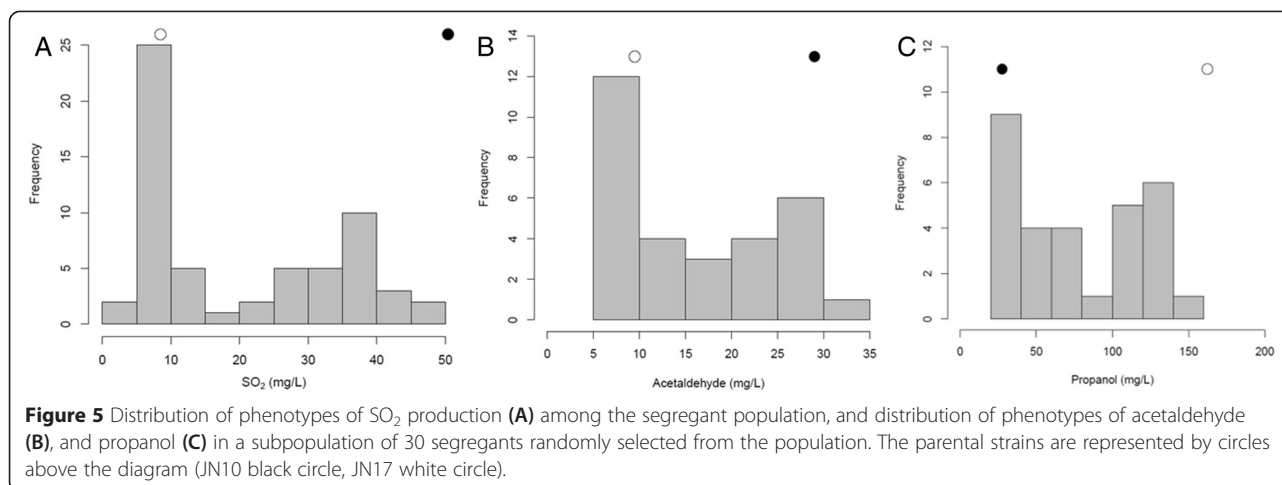 A
B
C
Frequency
0 5 10 15 20 25
0 10 20 30 40 50
SO₂ (mg/L)
Frequency
0 2 4 6 8 10 12 14
0 5 10 15 20 25 30 35
Acetaldehyde (mg/L)
Frequency
0 2 4 6 8 10 12
0 50 100 150 200
Propanol (mg/L)
Figure 5 Distribution of phenotypes of SO₂ production (A) among the segregant population, and distribution of phenotypes of acetaldehyde
(B), and propanol (C) in a subpopulation of 30 segregants randomly selected from the population. The parental strains are represented by circles
above the diagram (JN10 black circle, JN17 white circle).